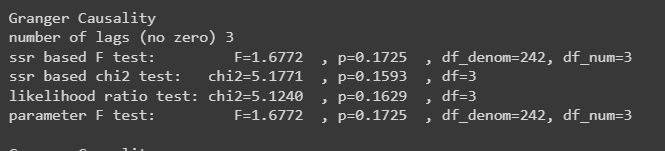 Granger Causality
number of lags (no zero) 3
ssr based F test:         F=1.6772  , p=0.1725  , df_denom=242, df_num=3
ssr based chi2 test:   chi2=5.1771  , p=0.1593  , df=3
likelihood ratio test: chi2=5.1240  , p=0.1629  , df=3
parameter F test:         F=1.6772  , p=0.1725  , df_denom=242, df_num=3